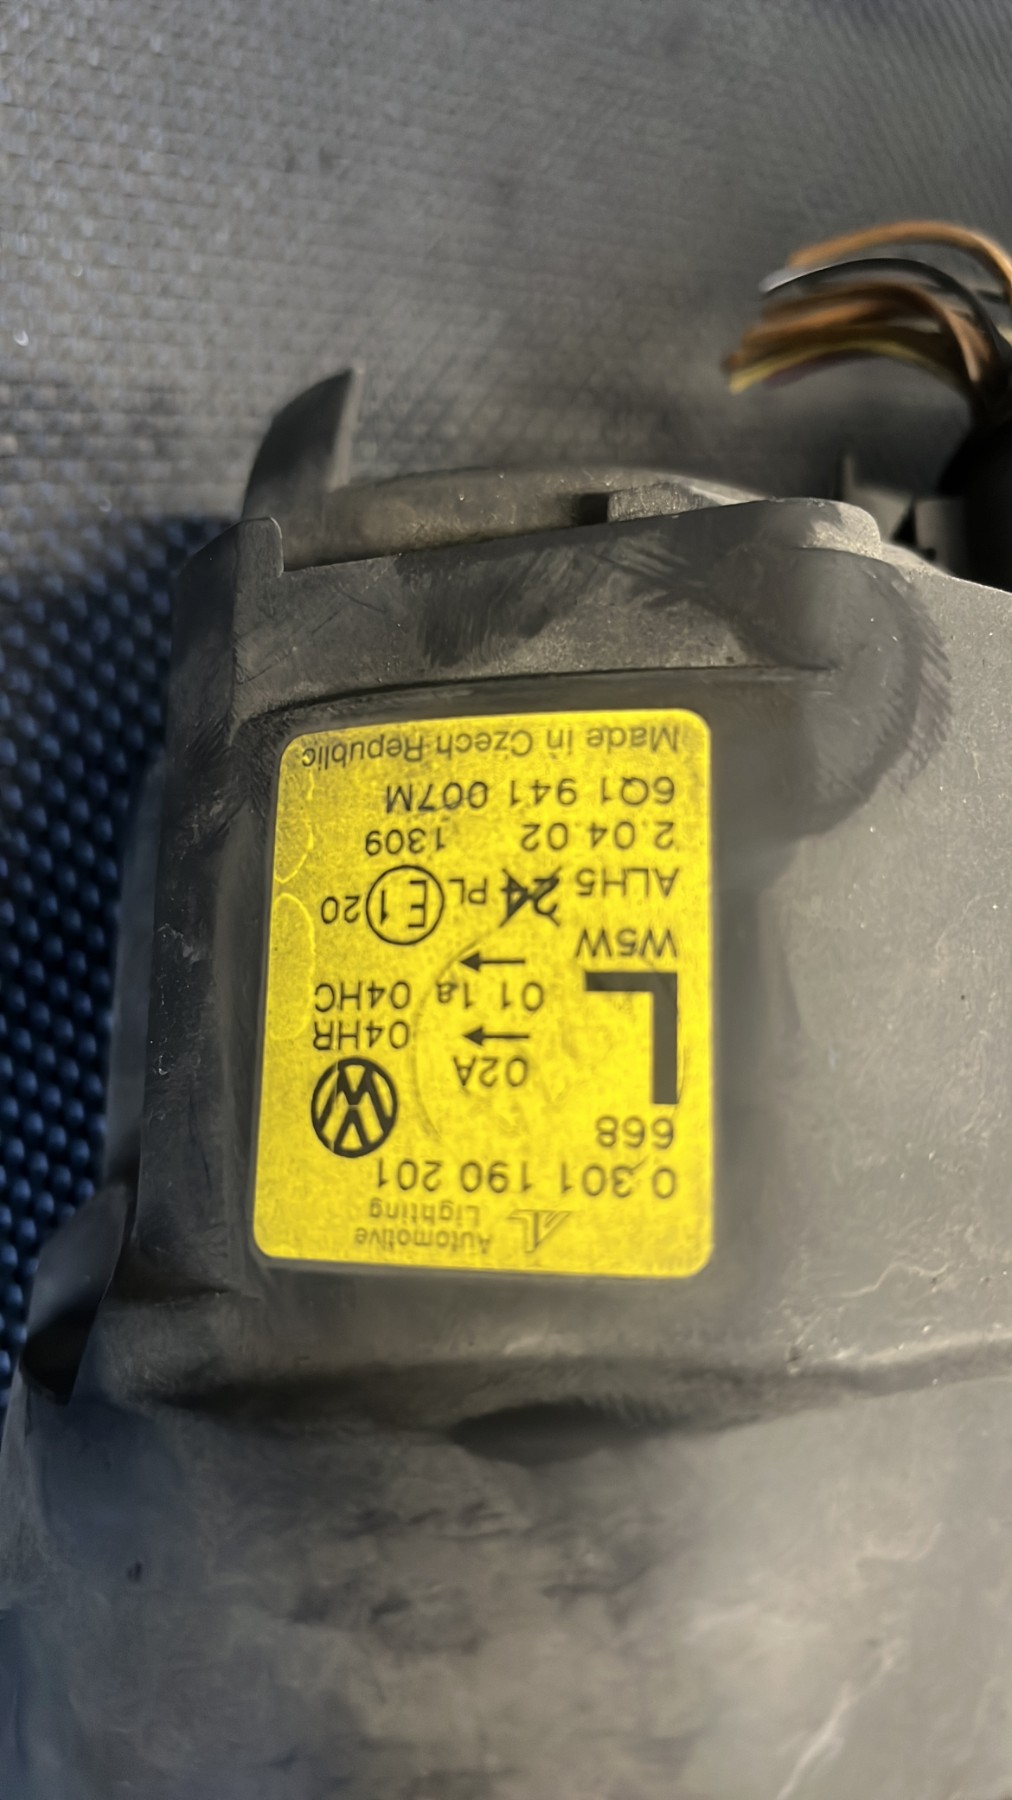 Automotive
Lighting
0 301 190 201
668
L
02A
04HR
01 1a 04HC
W5W
ALH5 24 PL E1 20
2.04.02 1309
6Q1 941 007M
Made in Czech Republic